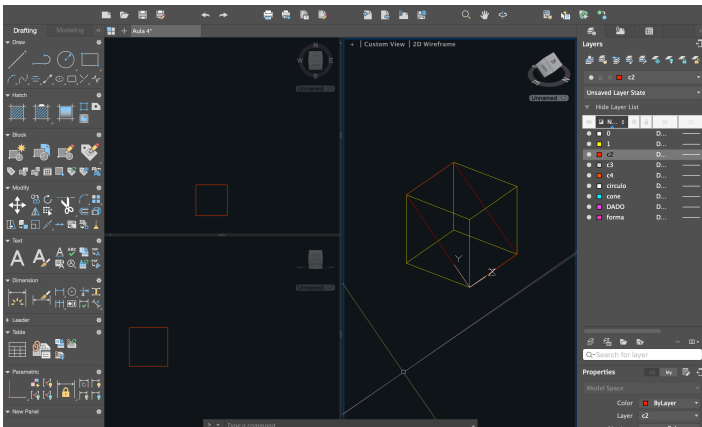 Drafting Modeling
Aula 4*
Draw
Hatch
Block
Modify
Text
Dimension
Leader
Table
Parametric
New Panel
N
W E
S
Unnamed
Unnamed
+ | Custom View | 2D Wireframe
Unnamed
Y
Z
Type a command
Layers
c2
Unsaved Layer State
Hide Layer List
N...
0 D...
1 D...
c2 D...
c3 D...
c4 D...
circulo D...
cone D...
DADO D...
forma D...
Search for layer
Properties
My
Model Space
Color ByLayer
Layer c2